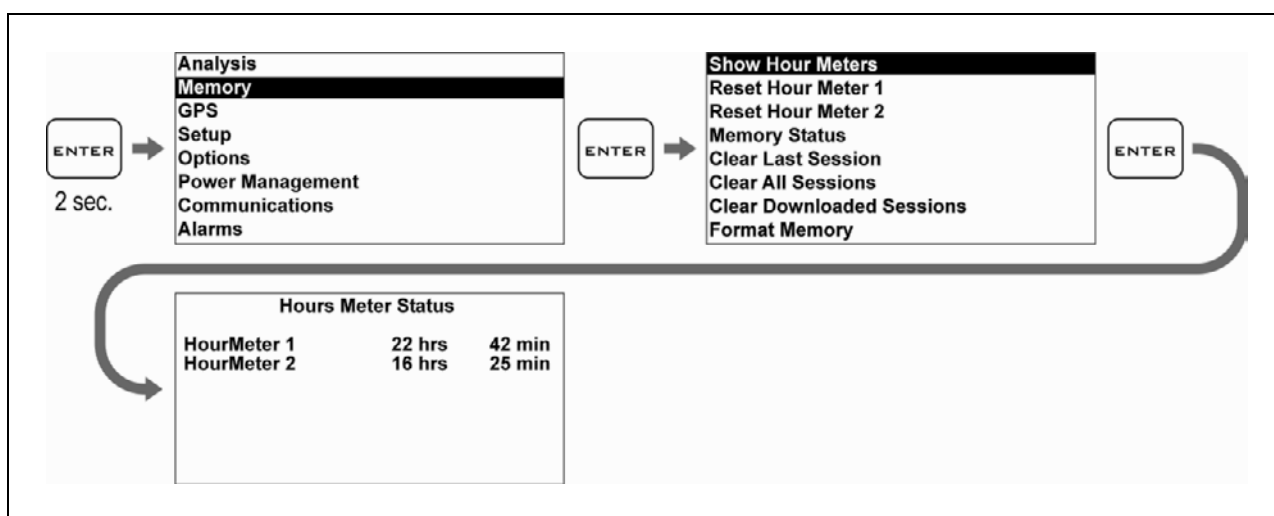 ENTER
2 sec.
Analysis
Memory
GPS
Setup
Options
Power Management
Communications
Alarms
ENTER
Show Hour Meters
Reset Hour Meter 1
Reset Hour Meter 2
Memory Status
Clear Last Session
Clear All Sessions
Clear Downloaded Sessions
Format Memory
ENTER
Hours Meter Status
HourMeter 1 22 hrs 42 min
HourMeter 2 16 hrs 25 min